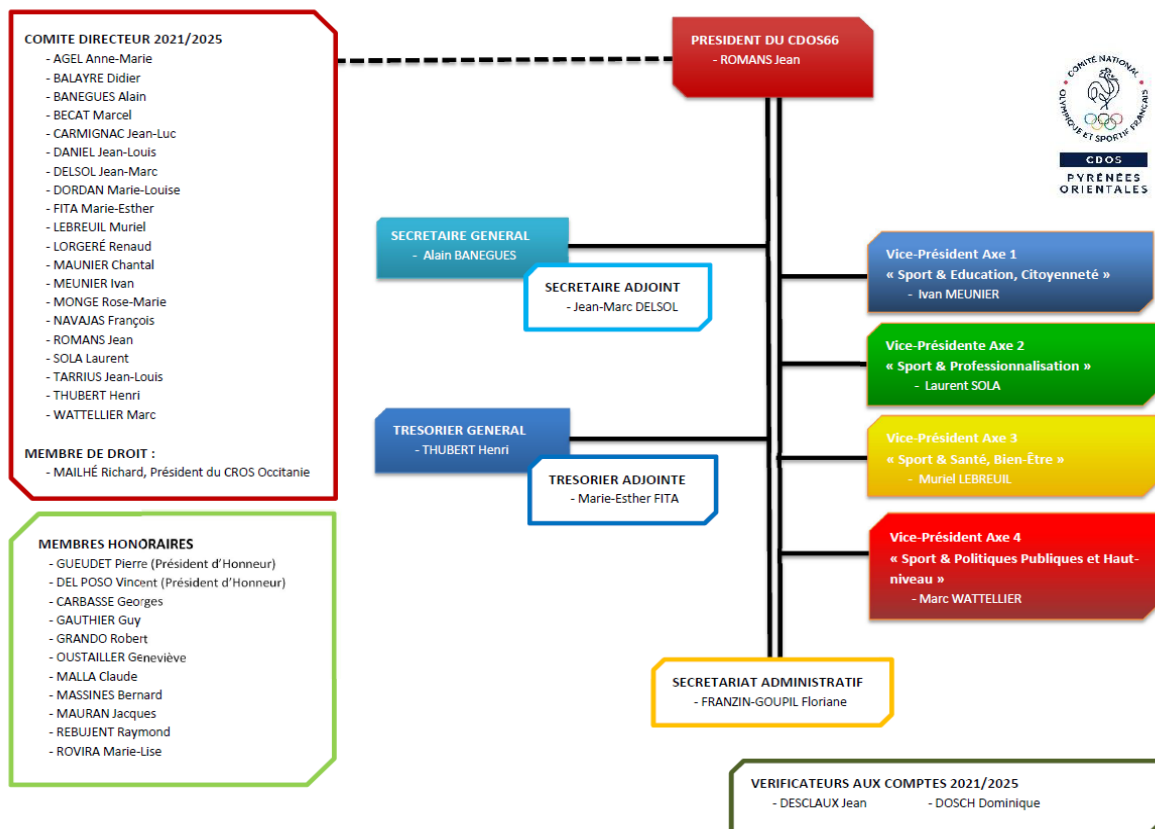 COMITE DIRECTEUR 2021/2025
- AGEL Anne-Marie
- BALAYRE Didier
- BANEGUES Alain
- BECAT Marcel
- CARMIGNAC Jean-Luc
- DANIEL Jean-Louis
- DELSOL Jean-Marc
- DORDAN Marie-Louise
- FITA Marie-Esther
- LEBREUIL Muriel
- LORGERÉ Renaud
- MAUNIER Chantal
- MEUNIER Ivan
- MONGE Rose-Marie
- NAVAJAS François
- ROMANS Jean
- SOLA Laurent
- TARRIUS Jean-Louis
- THUBERT Henri
- WATTELLIER Marc
MEMBRE DE DROIT :
- MAILHÉ Richard, Président du CROS Occitanie
MEMBRES HONORAIRES
- GUEUDET Pierre (Président d'Honneur)
- DEL POSO Vincent (Président d'Honneur)
- CARBASSE Georges
- GAUTHIER Guy
- GRANDO Robert
- OUSTAILLER Geneviève
- MALLA Claude
- MASSINES Bernard
- MAURAN Jacques
- REBUJENT Raymond
- ROVIRA Marie-Lise
PRESIDENT DU CDOS66
- ROMANS Jean
COMITÉ NATIONAL
OLYMPIQUE ET SPORTIF FRANÇAIS
CDOS
PYRÉNÉES
ORIENTALES
SECRETAIRE GENERAL
- Alain BANEGUES
SECRETAIRE ADJOINT
- Jean-Marc DELSOL
TRESORIER GENERAL
- THUBERT Henri
TRESORIER ADJOINTE
- Marie-Esther FITA
Vice-Président Axe 1
« Sport & Education, Citoyenneté »
- Ivan MEUNIER
Vice-Présidente Axe 2
« Sport & Professionnalisation »
- Laurent SOLA
Vice-Président Axe 3
« Sport & Santé, Bien-Être »
- Muriel LEBREUIL
Vice-Président Axe 4
« Sport & Politiques Publiques et Haut-
niveau »
- Marc WATTELLIER
SECRETARIAT ADMINISTRATIF
- FRANZIN-GOUPIL Floriane
VERIFICATEURS AUX COMPTES 2021/2025
- DESCLAUX Jean - DOSCH Dominique